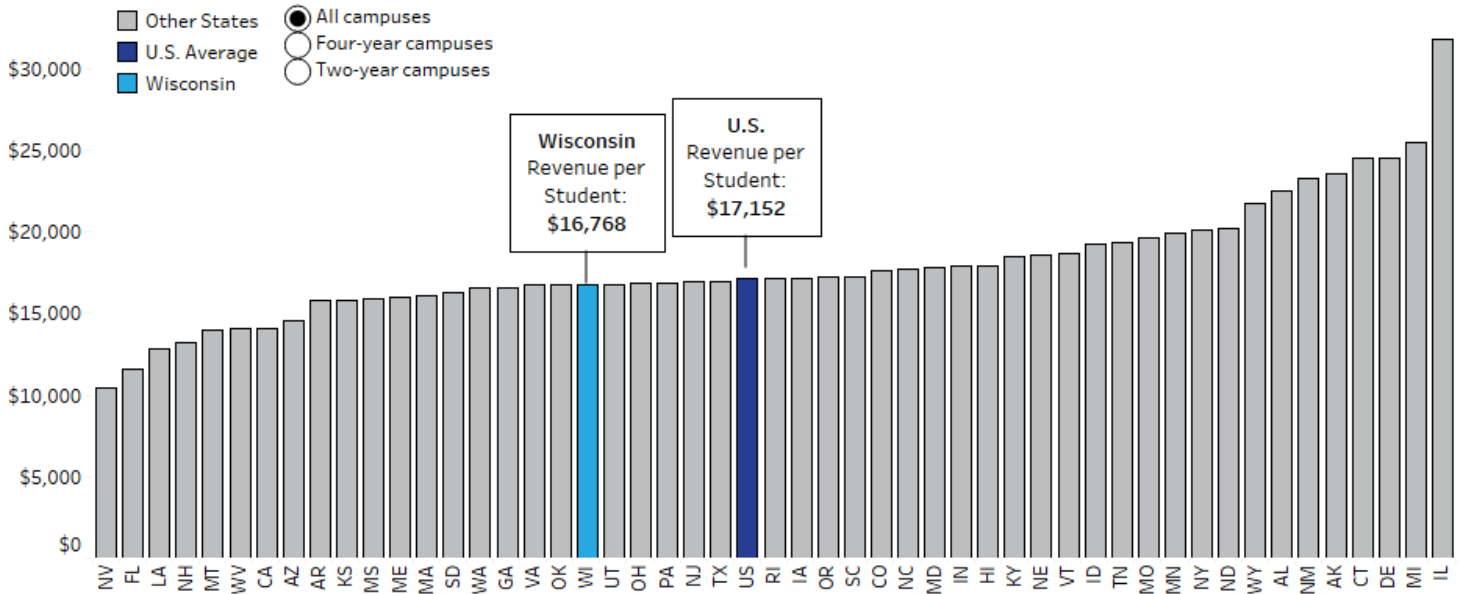 Other States
U.S. Average
Wisconsin
All campuses
Four-year campuses
Two-year campuses
$30,000
$25,000
$20,000
$15,000
$10,000
$5,000
$0
Wisconsin
Revenue per
Student:
$16,768
U.S.
Revenue per
Student:
$17,152
NV
FL
LA
NH
MT
WV
CA
AZ
AR
KS
MS
ME
MA
SD
WA
GA
VA
OK
WI
UT
OH
PA
NJ
TX
US
RI
IA
OR
SC
CO
NC
MD
IN
HI
KY
NE
VT
ID
TN
MO
MN
NY
ND
WY
AL
NM
AK
CT
DE
MI
IL